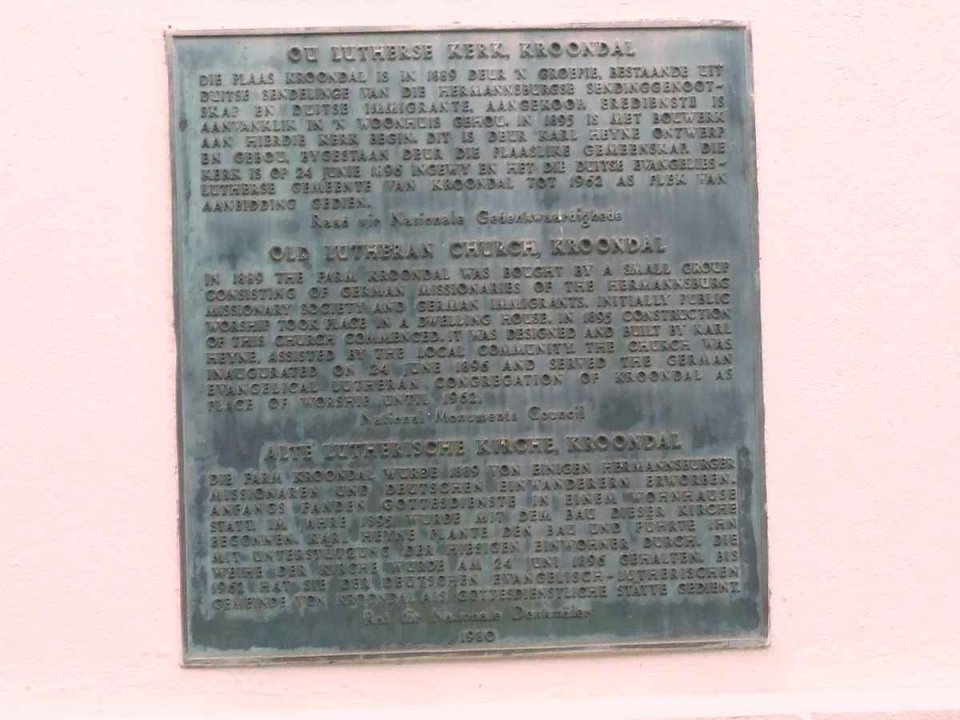 OU LUTHERSE KERK, KROONDAL
DIE PLAAS KROONDAL IS IN 1889 DEUR 'N GROEPIE, BESTAANDE UIT
DUITSE SENDELINGE VAN DIE HERMANNSBURGSE SENDINGGENOOT-
SKAP EN DUITSE IMMIGRANTE, AANGEKOOP. EREDIENSTE IS
AANVANKLIK IN 'N WOONHUIS GEHOU. IN 1895 IS MET BOUWERK
AAN HIERDIE KERK BEGIN. DIT IS DEUR KARL HEYNE ONTWERP
EN GEBOU, BYGESTAAN DEUR DIE PLAASLIKE GEMEENSKAP. DIE
KERK IS OP 24 JUNIE 1896 INGEWY EN HET DIE DUITSE EVANGELIES-
LUTHERSE GEMEENTE VAN KROONDAL TOT 1962 AS PLEK VAN
AANBIDDING GEDIEN.
Raad vir Nasionale Gedenkwaardighede
OLD LUTHERAN CHURCH, KROONDAL
IN 1889 THE FARM KROONDAL WAS BOUGHT BY A SMALL GROUP
CONSISTING OF GERMAN MISSIONARIES OF THE HERMANNSBURG
MISSIONARY SOCIETY AND GERMAN IMMIGRANTS. INITIALLY PUBLIC
WORSHIP TOOK PLACE IN A DWELLING HOUSE. IN 1895 CONSTRUCTION
OF THIS CHURCH COMMENCED. IT WAS DESIGNED AND BUILT BY KARL
HEYNE, ASSISTED BY THE LOCAL COMMUNITY. THE CHURCH WAS
INAUGURATED ON 24 JUNE 1896 AND SERVED THE GERMAN
EVANGELICAL LUTHERAN CONGREGATION OF KROONDAL AS
PLACE OF WORSHIP UNTIL 1962.
National Monuments Council
ALTE LUTHERISCHE KIRCHE, KROONDAL
DIE FARM KROONDAL WURDE 1889 VON EINIGEN HERMANNSBURGER
MISSIONAREN UND DEUTSCHEN EINWANDERERN ERWORBEN.
ANFANGS FANDEN GOTTESDIENSTE IN EINEM WOHNHAUSE
STATT. IM JAHRE 1895 WURDE MIT DEM BAU DIESER KIRCHE
BEGONNEN. KARL HEYNE PLANTE DEN BAU UND FÜHRTE IHN
MIT UNTERSTÜTZUNG DER HIESIGEN EINWOHNER DURCH. DIE
WEIHE DER KIRCHE WURDE AM 24 JUNI 1896 GEHALTEN. BIS
1962 HAT SIE DER DEUTSCHEN EVANGELISCH-LUTHERISCHEN
GEMEINDE VON KROONDAL ALS GOTTESDIENSTLICHE STÄTTE GEDIENT.
Rat für Nationale Denkmäler
1980